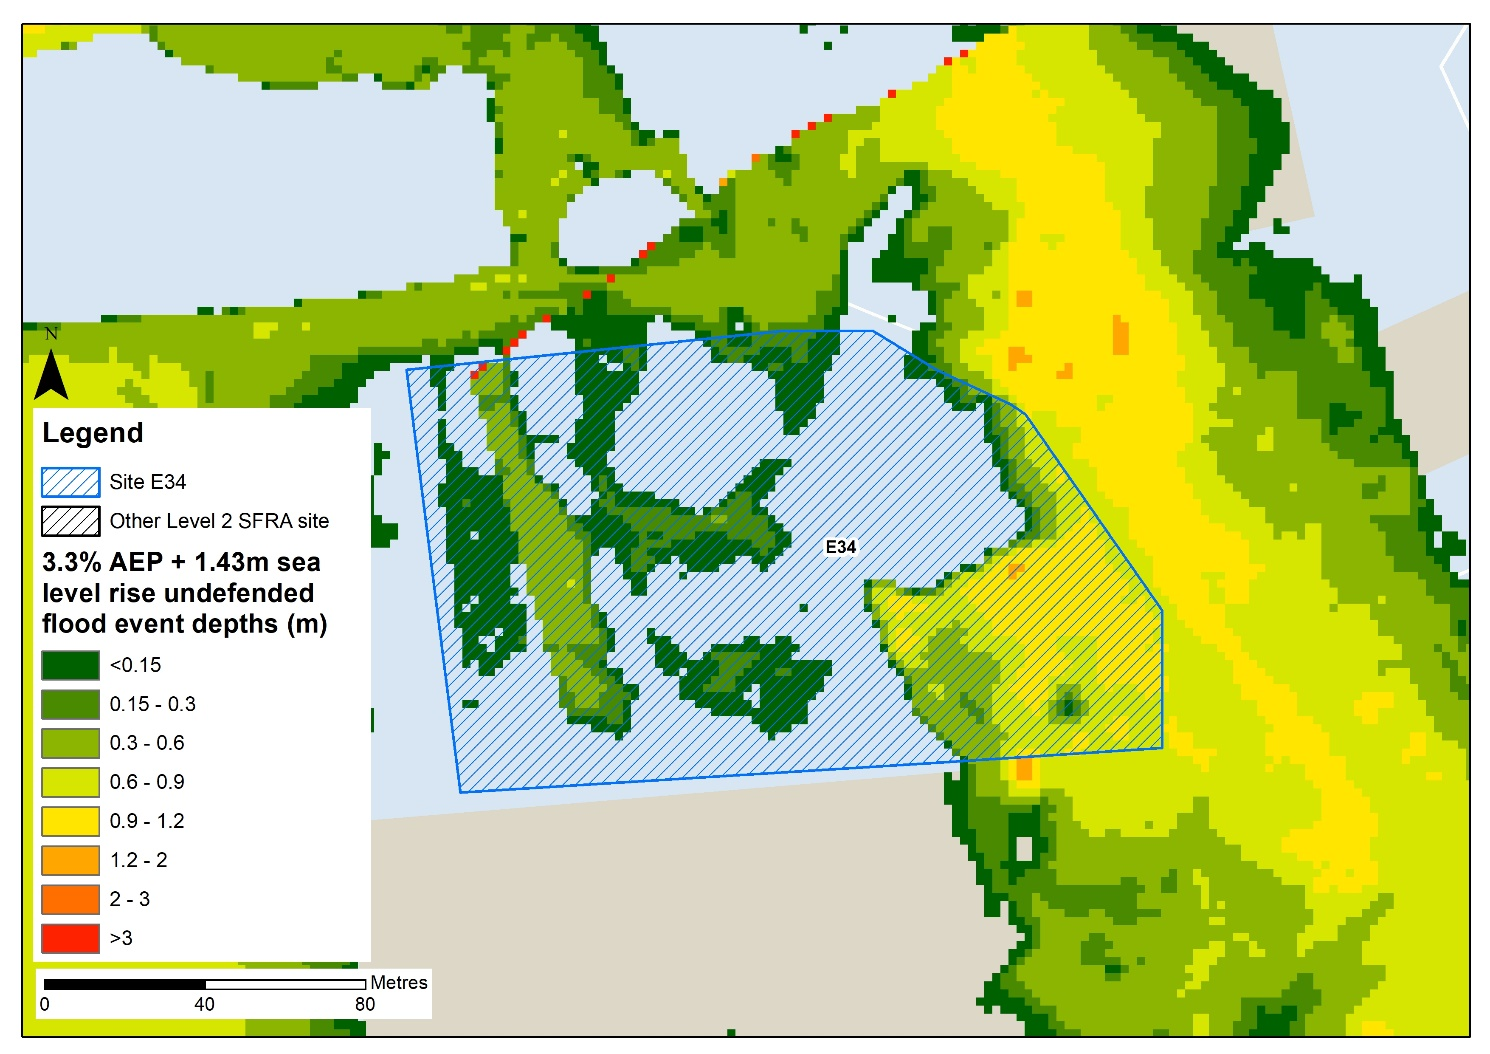 N
Legend
Site E34
Other Level 2 SFRA site
3.3% AEP + 1.43m sea
level rise undefended
flood event depths (m)
<0.15
0.15 - 0.3
0.3 - 0.6
0.6 - 0.9
0.9 - 1.2
1.2 - 2
2 - 3
>3
Metres
0 40 80
E34